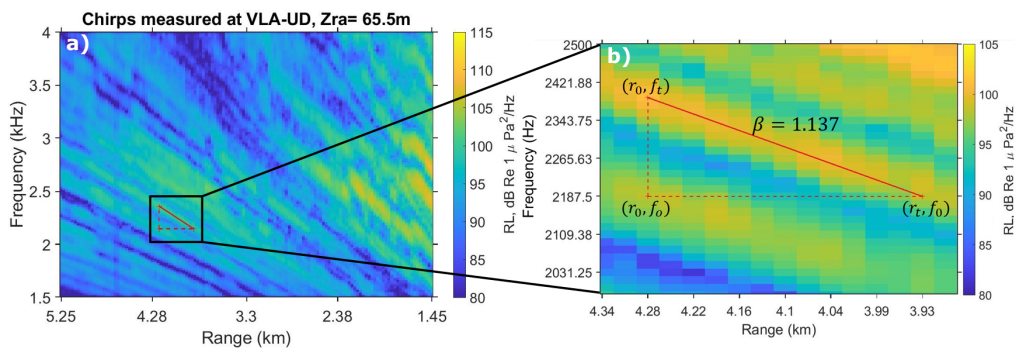 Chirps measured at VLA-UD, Zra= 65.5m
a)
4
3.5
3
2.5
2
1.5
Frequency (kHz)
5.25 4.28 3.33 2.38 1.45
Range (km)
115
110
105
100
95
90
85
80
RL, dB Re 1 μ Pa²/Hz
b)
2500
2421.88
2343.75
2265.63
2187.5
2109.38
2031.25
Frequency (Hz)
(r₀,fₜ)
β = 1.137
(r₀,fₒ)
(rₜ,f₀)
4.34 4.28 4.22 4.16 4.1 4.04 3.99 3.93
Range (km)
105
100
95
90
85
80
RL, dB Re 1 μ Pa²/Hz